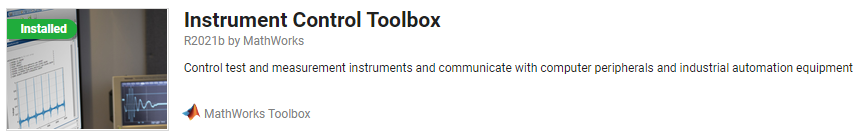 Installed
Instrument Control Toolbox
R2021b by MathWorks
Control test and measurement instruments and communicate with computer peripherals and industrial automation equipment
MathWorks Toolbox